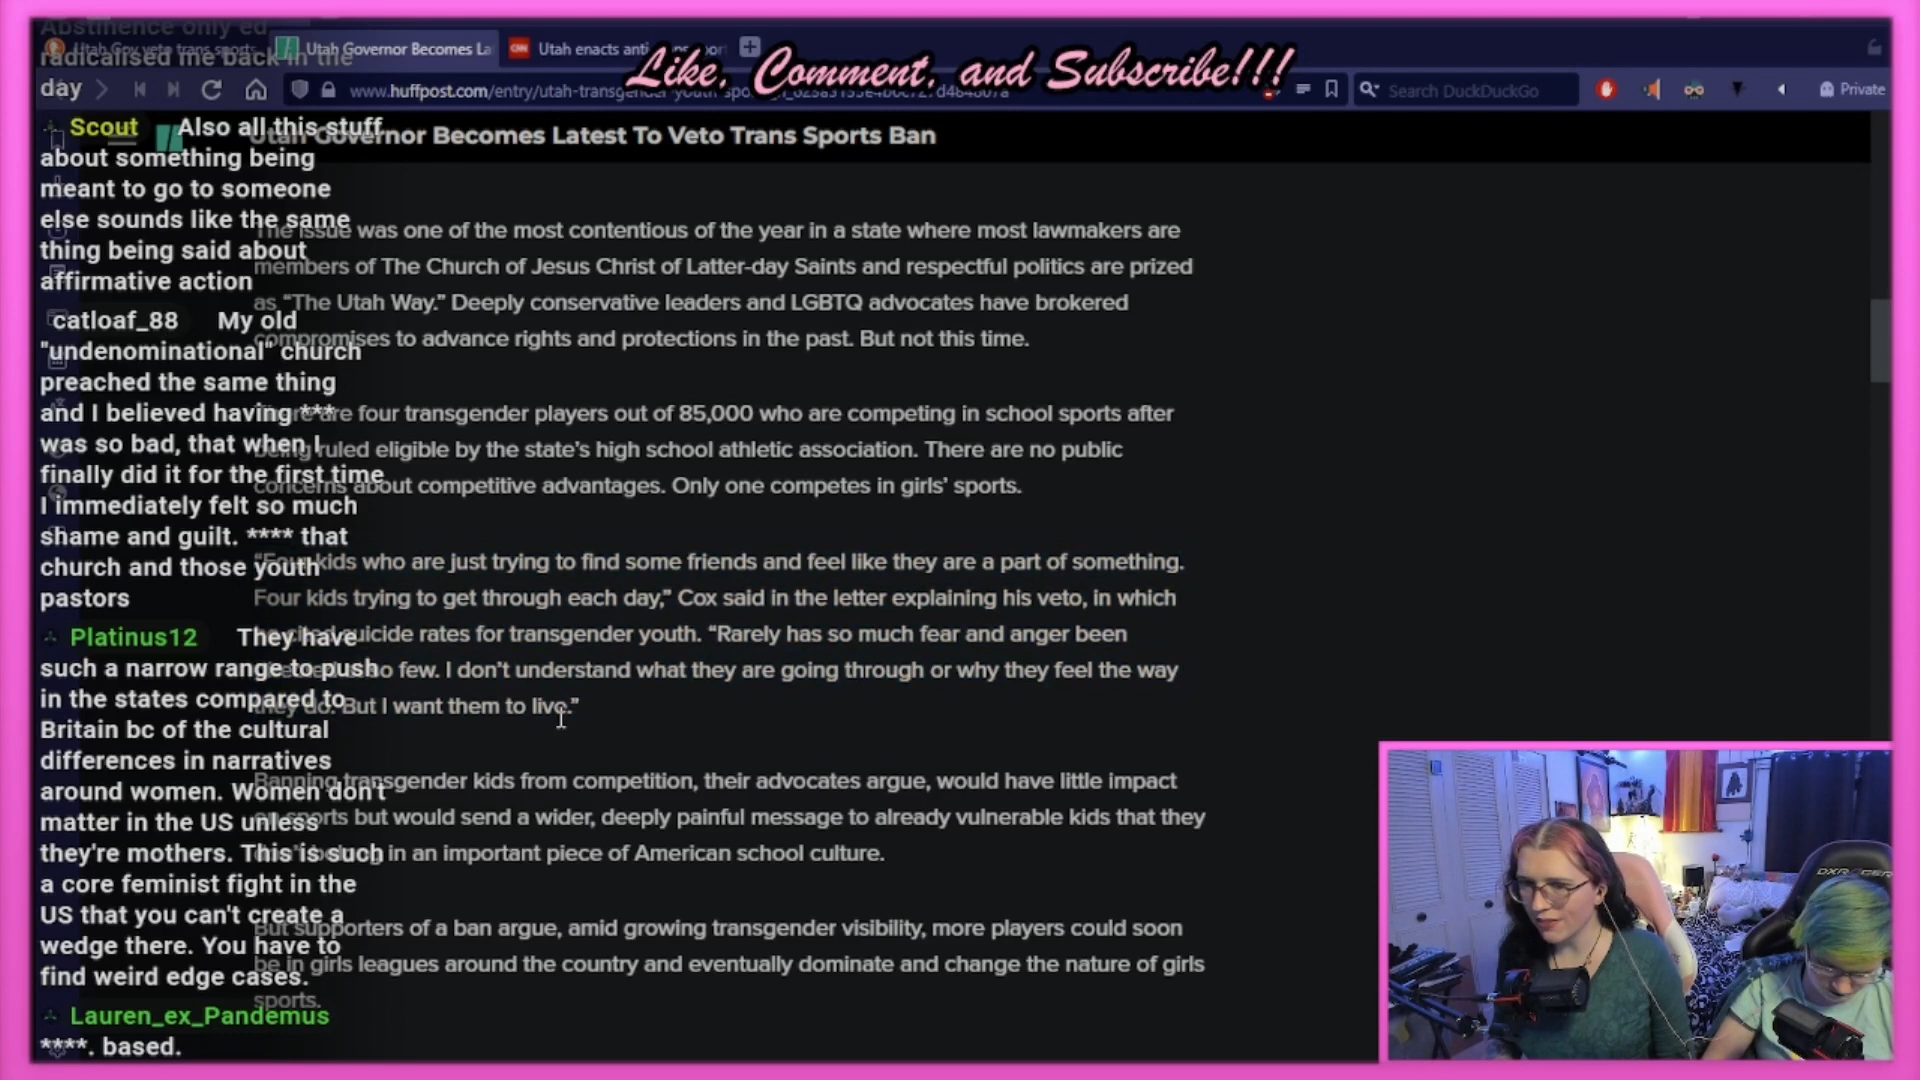 Abstinence only ed
radicalised me back in the
day
Utah Gov veto trans sports
Utah Governor Becomes La
CNN
Utah enacts anti
Like, Comment, and Subscribe!!!
www.huffpost.com/entry/utah-transgender-youth
Search DuckDuckGo
Private
Utah Governor Becomes Latest To Veto Trans Sports Ban
Scout Also all this stuff
about something being
meant to go to someone
else sounds like the same
thing being said about
affirmative action
catloaf_88 My old
"undenominational" church
preached the same thing
and I believed having ***
was so bad, that when I
finally did it for the first time
I immediately felt so much
shame and guilt. **** that
church and those youth
pastors
Platinus12 They have
such a narrow range to push
in the states compared to
Britain bc of the cultural
differences in narratives
around women. Women don't
matter in the US unless
they're mothers. This is such
a core feminist fight in the
US that you can't create a
wedge there. You have to
find weird edge cases.
Lauren_ex_Pandemus
****. based.
The issue was one of the most contentious of the year in a state where most lawmakers are
members of The Church of Jesus Christ of Latter-day Saints and respectful politics are prized
as “The Utah Way.” Deeply conservative leaders and LGBTQ advocates have brokered
compromises to advance rights and protections in the past. But not this time.
There are four transgender players out of 85,000 who are competing in school sports after
being ruled eligible by the state’s high school athletic association. There are no public
concerns about competitive advantages. Only one competes in girls’ sports.
“Four kids who are just trying to find some friends and feel like they are a part of something.
Four kids trying to get through each day,” Cox said in the letter explaining his veto, in which
he cited suicide rates for transgender youth. “Rarely has so much fear and anger been
so few. I don’t understand what they are going through or why they feel the way
they do. But I want them to live.”
Banning transgender kids from competition, their advocates argue, would have little impact
on sports but would send a wider, deeply painful message to already vulnerable kids that they
don’t belong in an important piece of American school culture.
But supporters of a ban argue, amid growing transgender visibility, more players could soon
be in girls leagues around the country and eventually dominate and change the nature of girls
sports.
DXRACER